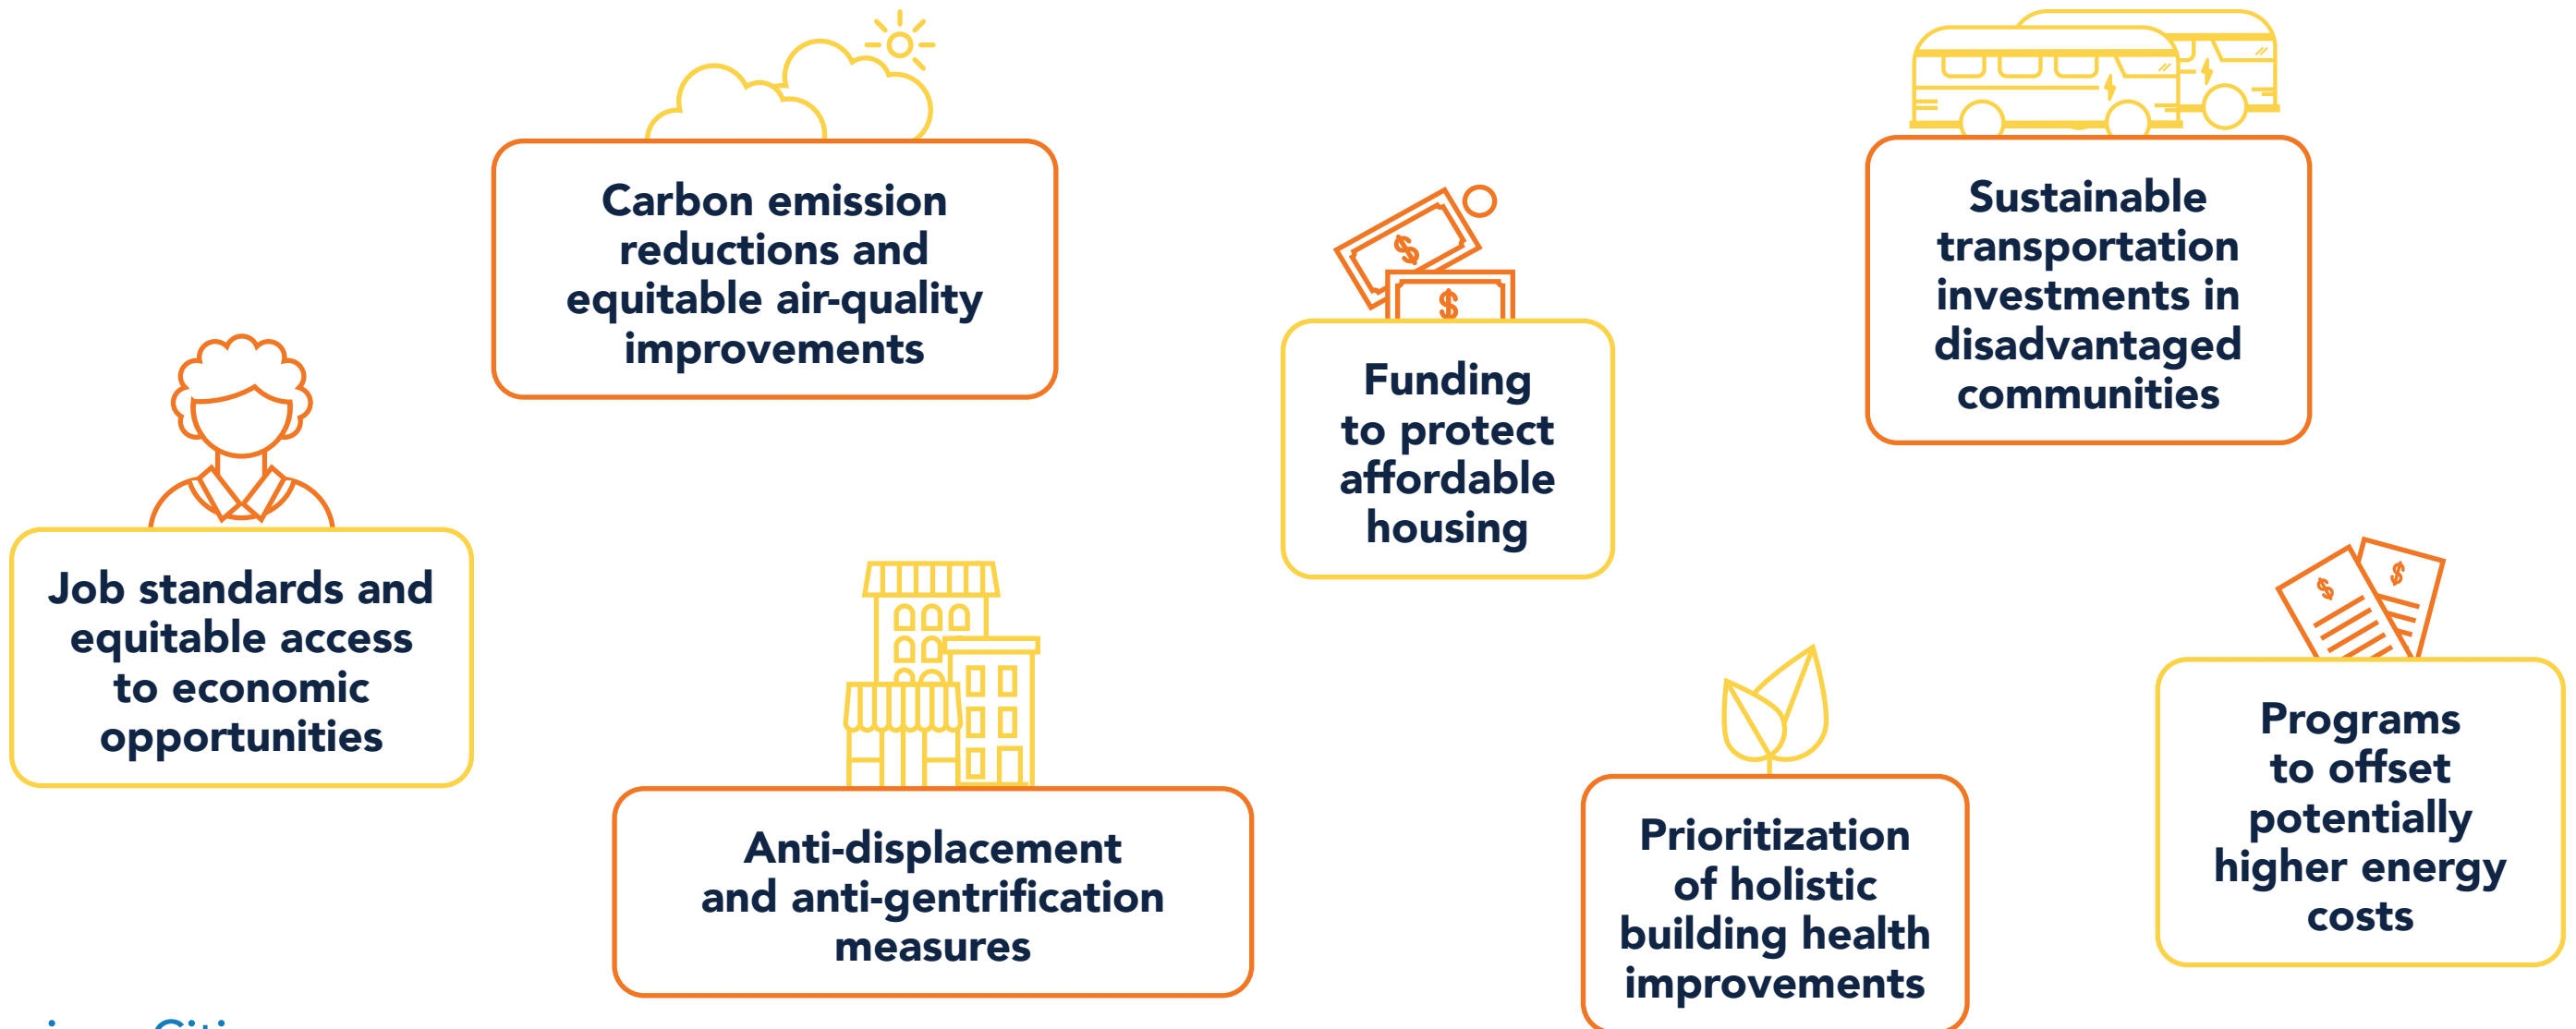 Carbon emission
reductions and
equitable air-quality
improvements
Sustainable
transportation
investments in
disadvantaged
communities
Funding
to protect
affordable
housing
Job standards and
equitable access
to economic
opportunities
Anti-displacement
and anti-gentrification
measures
Prioritization
of holistic
building health
improvements
Programs
to offset
potentially
higher energy
costs